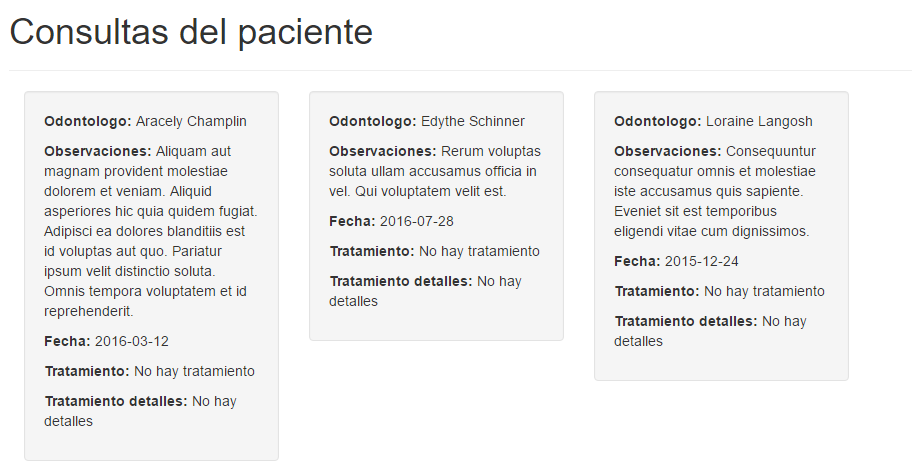 Consultas del paciente
Odontologo: Aracely Champlin
Observaciones: Aliquam aut
magnam provident molestiae
dolorem et veniam. Aliquid
asperiores hic quia quidem fugiat.
Adipisci ea dolores blanditiis est
id voluptas aut quo. Pariatur
ipsum velit distinctio soluta.
Omnis tempora voluptatem et id
reprehenderit.
Fecha: 2016-03-12
Tratamiento: No hay tratamiento
Tratamiento detalles: No hay
detalles
Odontologo: Edythe Schinner
Observaciones: Rerum voluptas
soluta ullam accusamus officia in
vel. Qui voluptatem velit est.
Fecha: 2016-07-28
Tratamiento: No hay tratamiento
Tratamiento detalles: No hay
detalles
Odontologo: Loraine Langosh
Observaciones: Consequuntur
consequatur omnis et molestiae
iste accusamus quis sapiente.
Eveniet sit est temporibus
eligendi vitae cum dignissimos.
Fecha: 2015-12-24
Tratamiento: No hay tratamiento
Tratamiento detalles: No hay
detalles